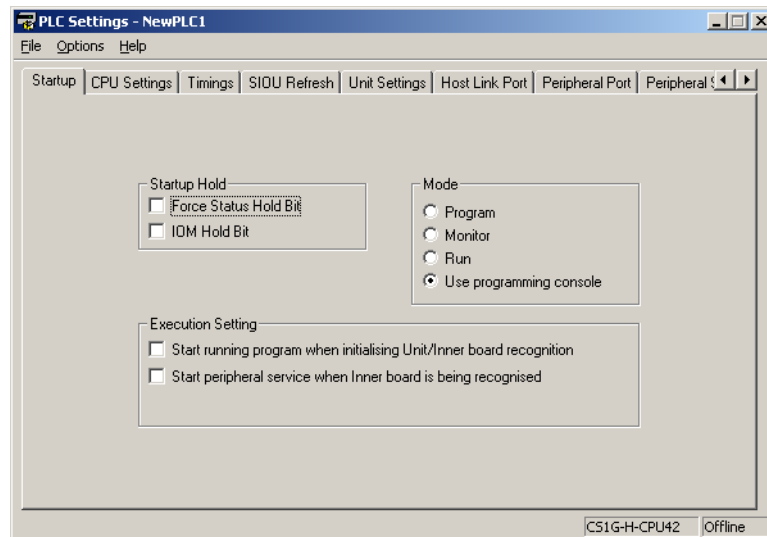 PLC Settings - NewPLC1
File Options Help
Startup CPU Settings Timings SIOU Refresh Unit Settings Host Link Port Peripheral Port Peripheral
Startup Hold
Force Status Hold Bit
IOM Hold Bit
Mode
Program
Monitor
Run
Use programming console
Execution Setting
Start running program when initialising Unit/Inner board recognition
Start peripheral service when Inner board is being recognised
CS1G-H-CPU42 Offline